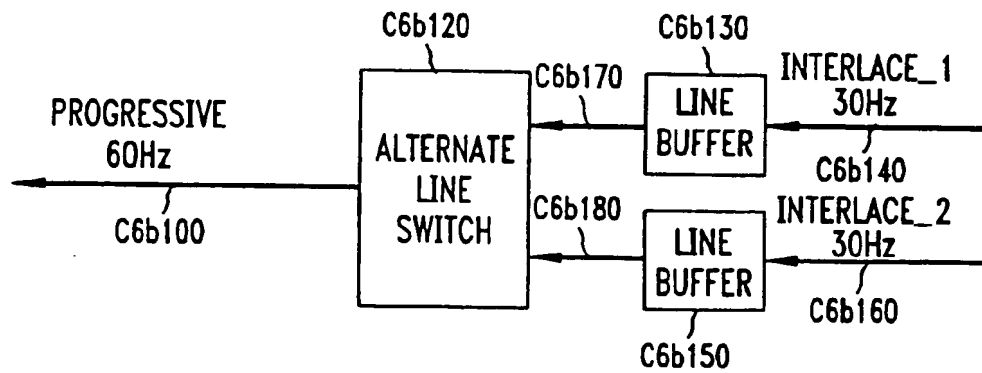 C6b120
C6b130
C6b170
INTERLACE_1
30Hz
LINE
BUFFER
C6b140
PROGRESSIVE
60Hz
C6b100
ALTERNATE
LINE
SWITCH
C6b180
INTERLACE_2
30Hz
LINE
BUFFER
C6b160
C6b150